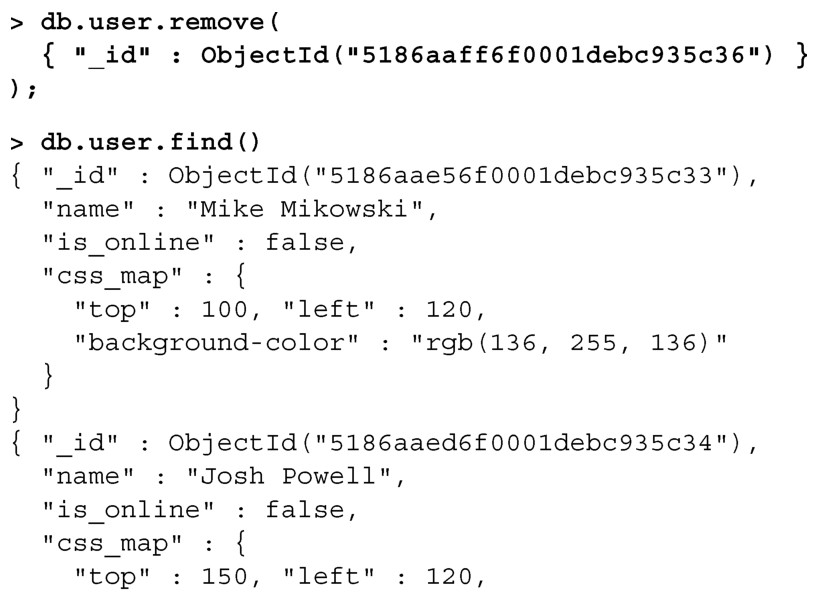 > db.user.remove(
{ "_id" : ObjectId("5186aaff6f0001debc935c36") }
);
> db.user.find()
{ "_id" : ObjectId("5186aae56f0001debc935c33"),
"name" : "Mike Mikowski",
"is_online" : false,
"css_map" : {
"top" : 100, "left" : 120,
"background-color" : "rgb(136, 255, 136)"
}
}
{ "_id" : ObjectId("5186aaed6f0001debc935c34"),
"name" : "Josh Powell",
"is_online" : false,
"css_map" : {
"top" : 150, "left" : 120,